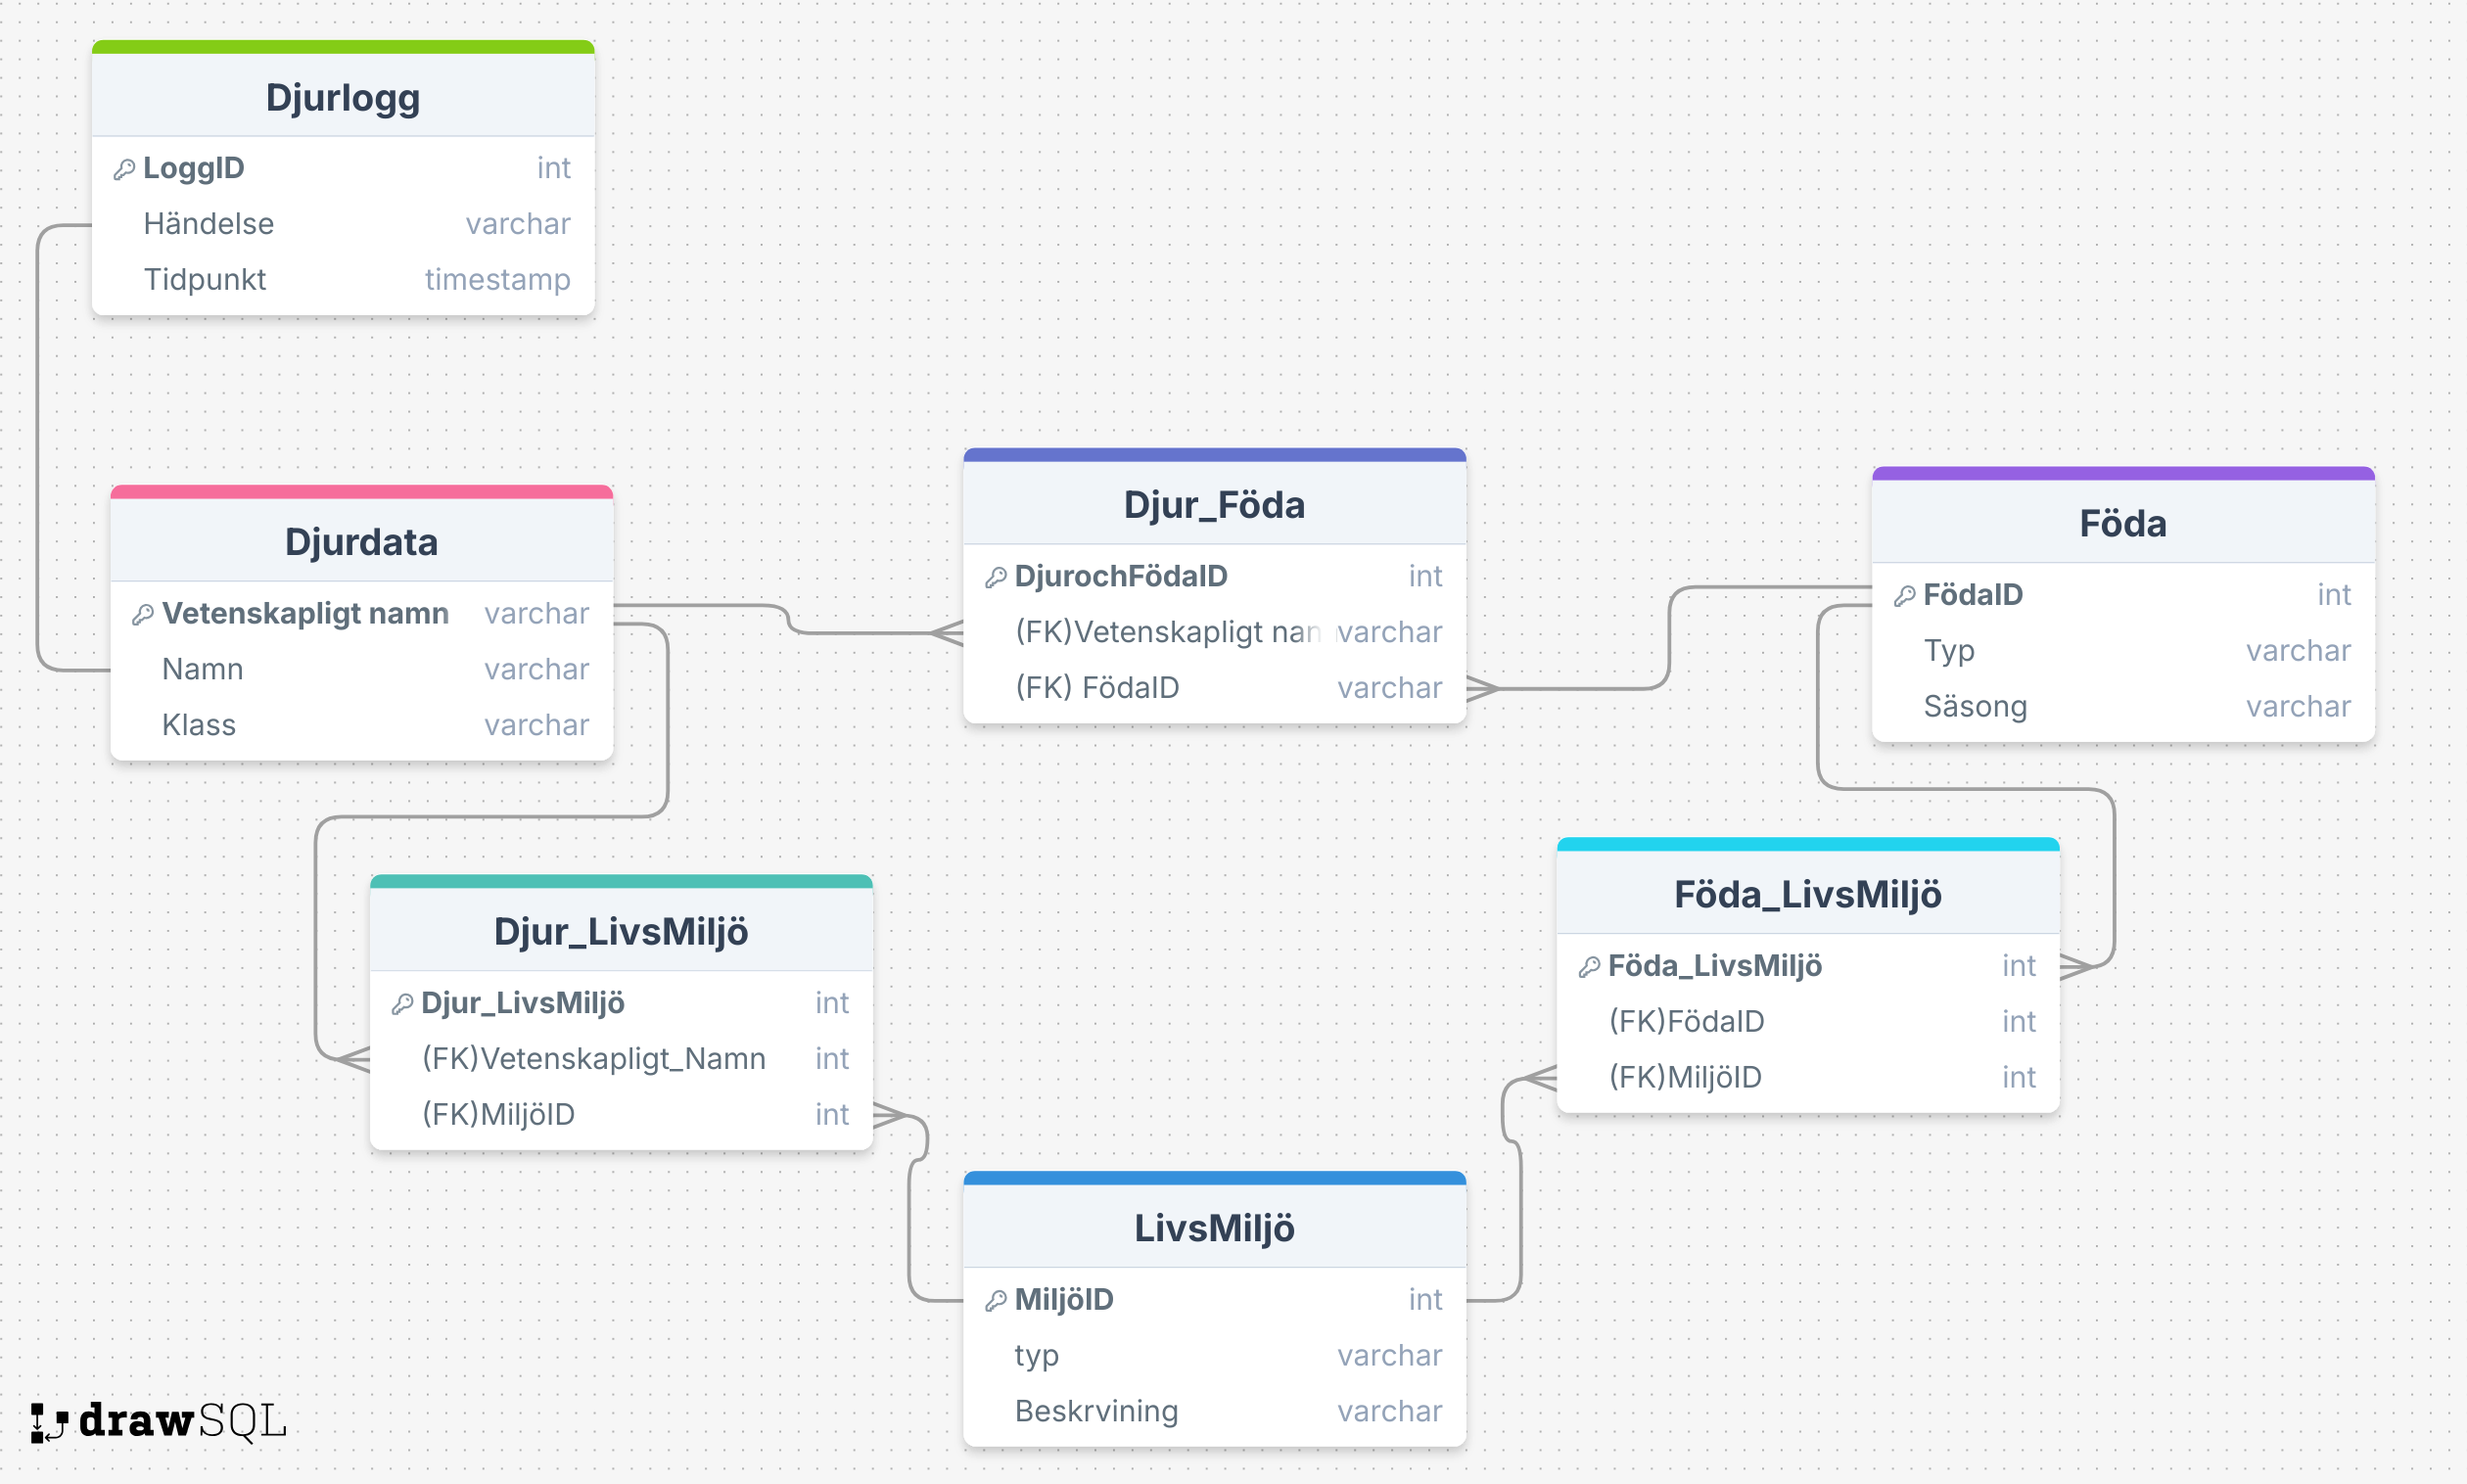 Djurlogg
LoggID int
Händelse varchar
Tidpunkt timestamp
Djurdata
Vetenskapligt namn varchar
Namn varchar
Klass varchar
Djur_Föda
DjurochFödaID int
(FK)Vetenskapligt nan varchar
(FK) FödaID varchar
Föda
FödaID int
Typ varchar
Säsong varchar
Djur_LivsMiljö
Djur_LivsMiljö int
(FK)Vetenskapligt_Namn int
(FK)MiljöID int
Föda_LivsMiljö
Föda_LivsMiljö int
(FK)FödaID int
(FK)MiljöID int
LivsMiljö
MiljöID int
typ varchar
Beskrvining varchar
drawSQL